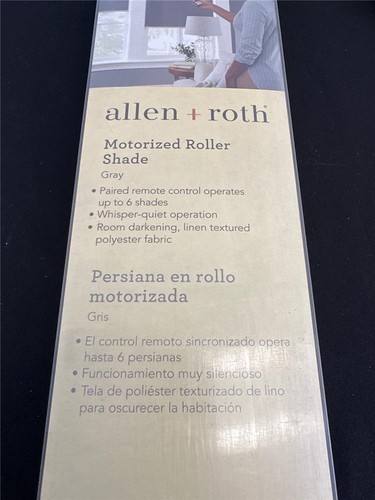 allen + roth®
Motorized Roller
Shade
Gray
• Paired remote control operates
up to 6 shades
• Whisper-quiet operation
• Room darkening, linen textured
polyester fabric
Persiana en rollo
motorizada
Gris
• El control remoto sincronizado opera
hasta 6 persianas
• Funcionamiento muy silencioso
• Tela de poliéster texturizado de lino
para oscurecer la habitación